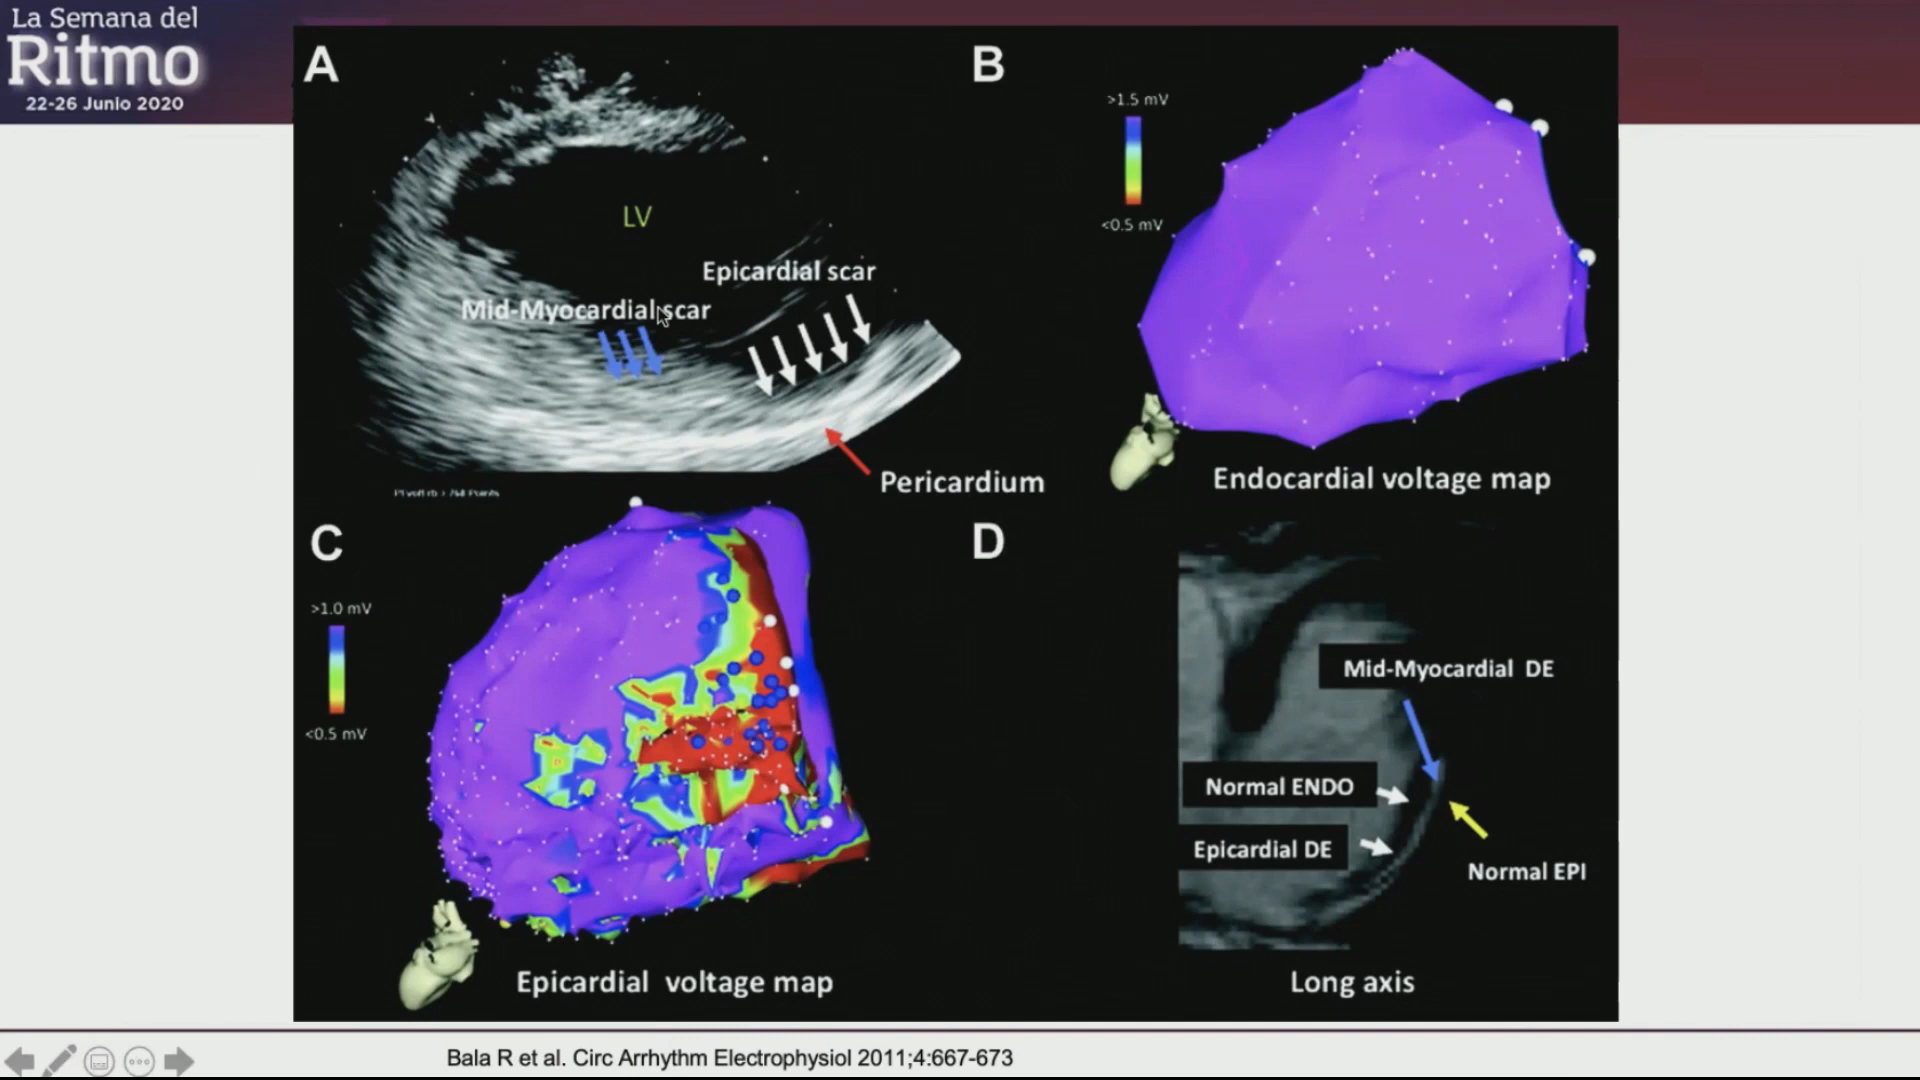 La Semana del
Ritmo
22-26 Junio 2020
A
LV
Epicardial scar
Mid-Myocardial scar
Pericardium
B
>1.5 mV
<0.5 mV
Endocardial voltage map
C
>1.0 mV
<0.5 mV
Epicardial voltage map
D
Mid-Myocardial DE
Normal ENDO
Epicardial DE
Normal EPI
Long axis
Bala R et al. Circ Arrhythm Electrophysiol 2011;4:667-673